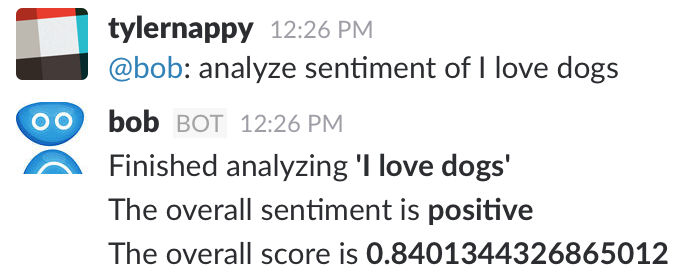 tylernappy 12:26 PM
@bob: analyze sentiment of I love dogs
bob BOT 12:26 PM
Finished analyzing 'I love dogs'
The overall sentiment is positive
The overall score is 0.8401344326865012